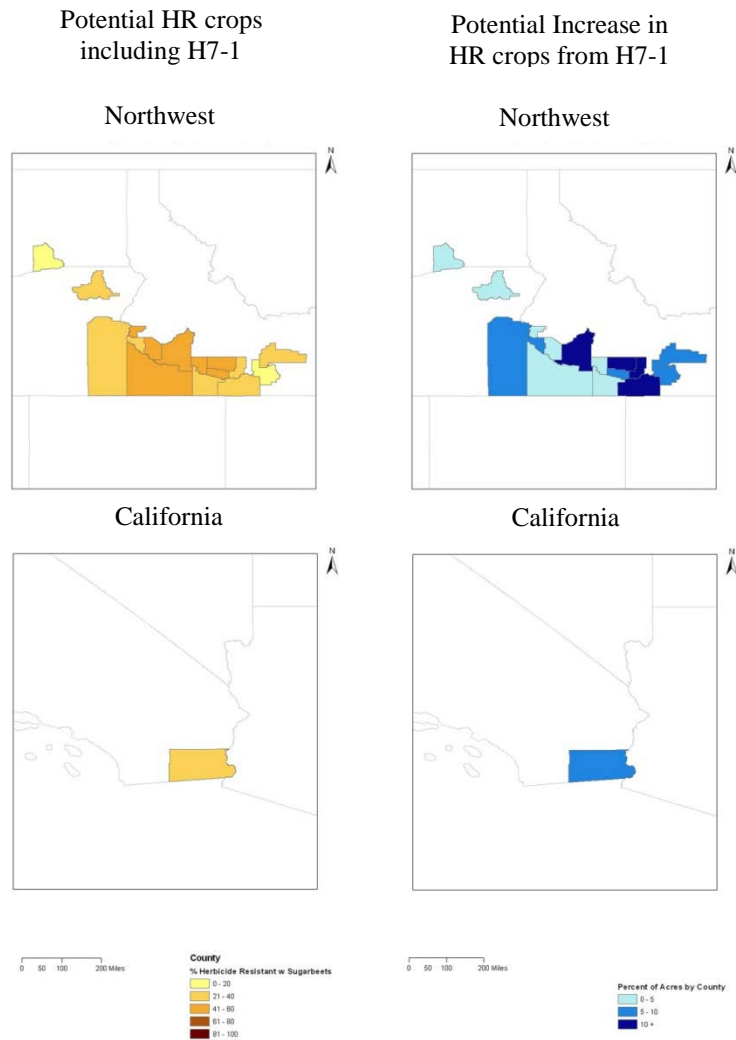 Potential HR crops
including H7-1
Potential Increase in
HR crops from H7-1
Northwest
Northwest
N
N
California
California
N
N
0 50 100 200 Miles
County
% Herbicide Resistant w Sugarbeets
0 - 20
21 - 40
41 - 60
61 - 80
81 - 100
0 50 100 200 Miles
Percent of Acres by County
0 - 5
5 - 10
10 +